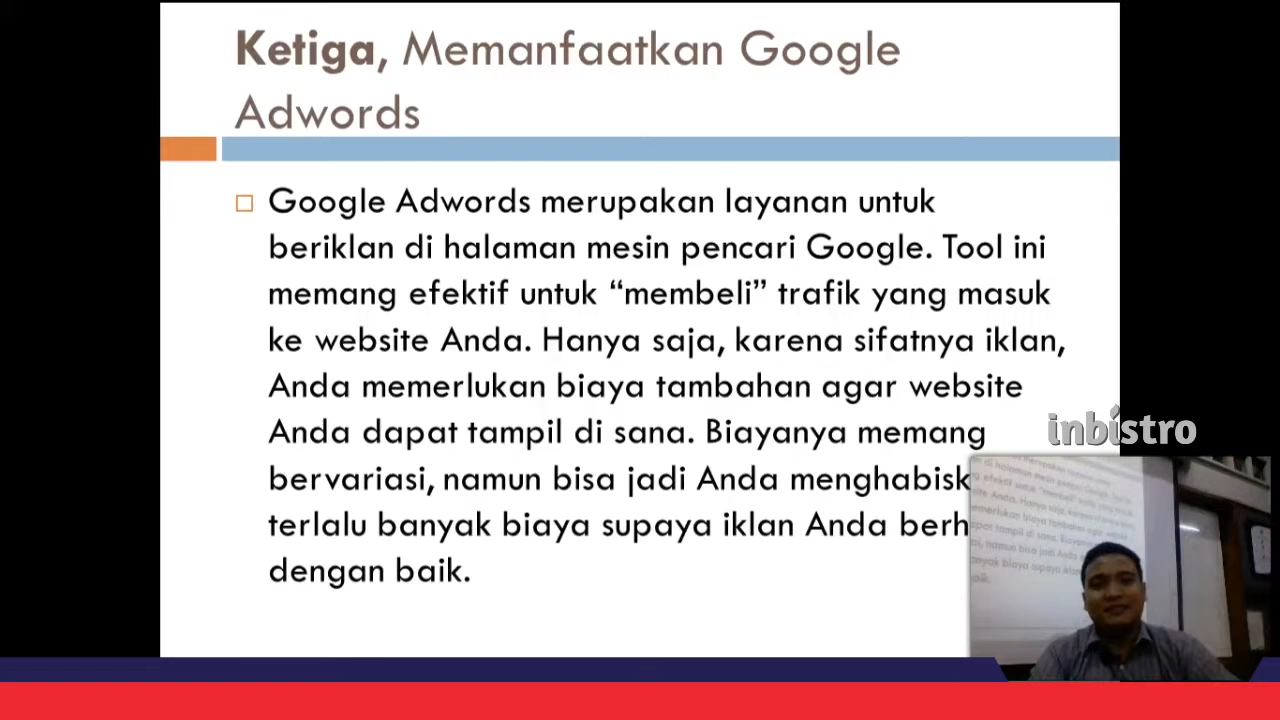 Ketiga, Memanfaatkan Google
Adwords
Google Adwords merupakan layanan untuk
beriklan di halaman mesin pencari Google. Tool ini
memang efektif untuk “membeli” trafik yang masuk
ke website Anda. Hanya saja, karena sifatnya iklan,
Anda memerlukan biaya tambahan agar website
Anda dapat tampil di sana. Biayanya memang
bervariasi, namun bisa jadi Anda menghabisk
terlalu banyak biaya supaya iklan Anda berh
dengan baik.
inbistro